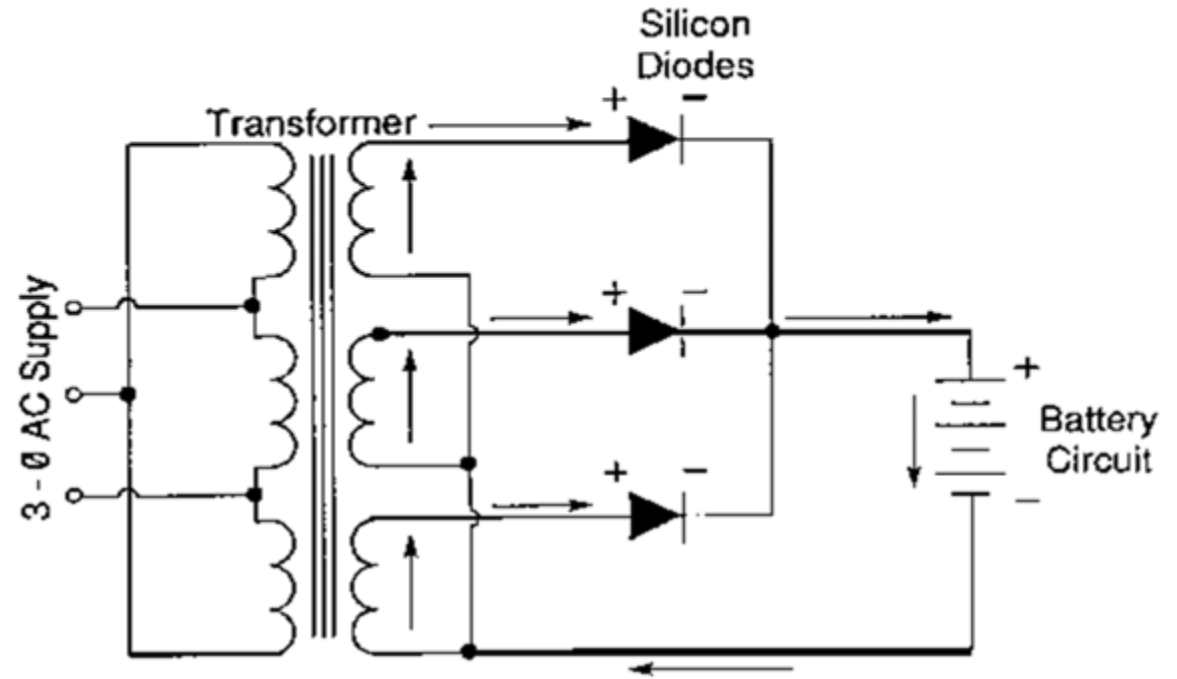 Silicon
Diodes
+ –
Transformer
+ –
3 - Ø AC Supply
+
Battery
Circuit
–
+ –